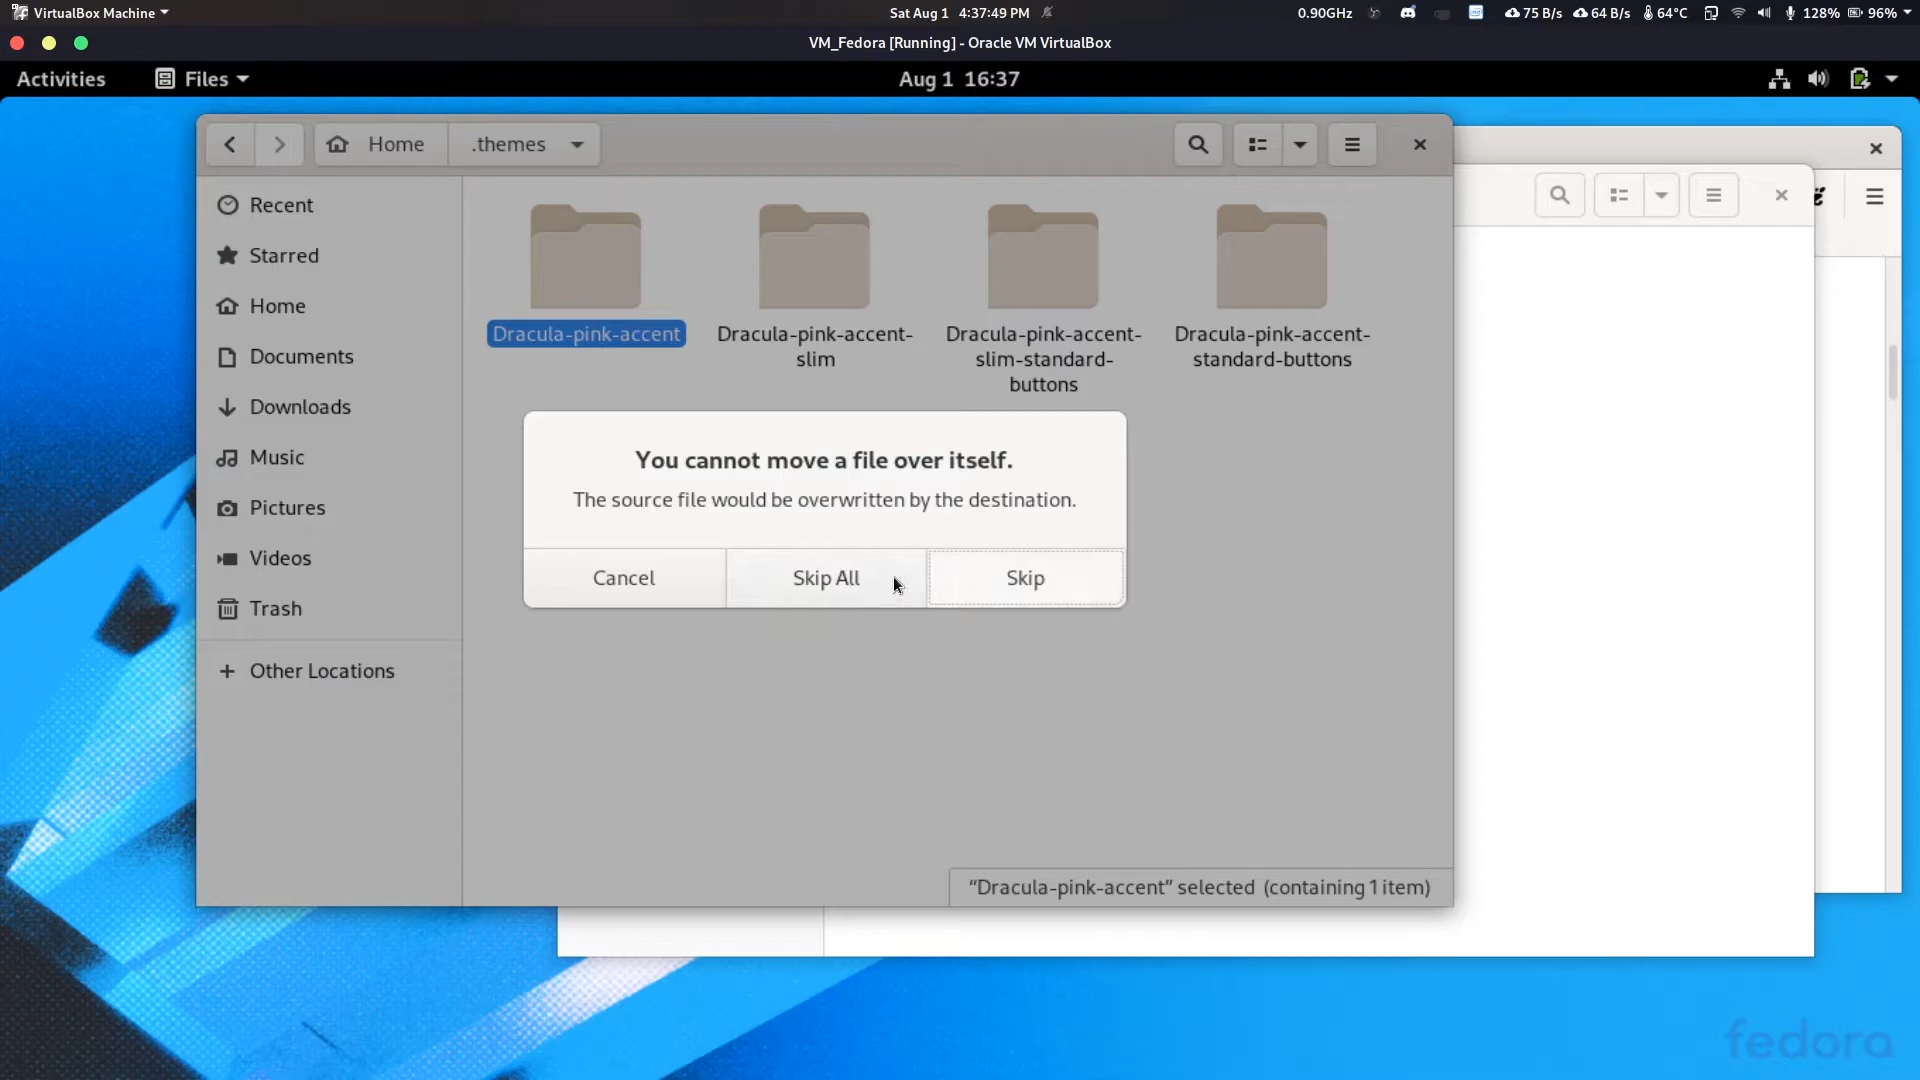 VirtualBox Machine
Sat Aug 1 4:37:49 PM
0.90GHz
75 B/s
64 B/s
64°C
128%
96%
VM_Fedora [Running] - Oracle VM VirtualBox
Activities
Files
Aug 1 16:37
Home
.themes
Recent
Starred
Home
Documents
Downloads
Music
Pictures
Videos
Trash
Other Locations
Dracula-pink-accent
Dracula-pink-accent-
slim
Dracula-pink-accent-
slim-standard-
buttons
Dracula-pink-accent-
standard-buttons
You cannot move a file over itself.
The source file would be overwritten by the destination.
Cancel
Skip All
Skip
“Dracula-pink-accent” selected (containing 1 item)
fedora